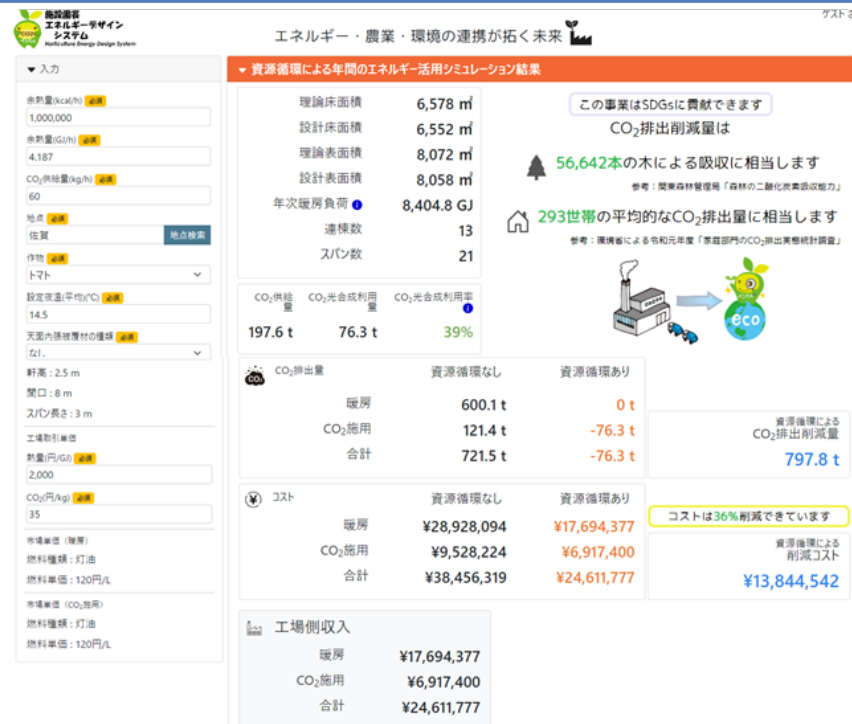 施設園芸
エネルギーデザイン
システム
Horticulture Energy Design System
エネルギー・農業・環境の連携が拓く未来
ゲスト さ
▼ 入力
余熱量(kcal/h) 必須
1,000,000
余熱量(GJ/h) 必須
4.187
CO₂供給量(kg/h) 必須
60
地点 必須
佐賀
地点検索
作物 必須
トマト
設定夜温(平均)(℃) 必須
14.5
天面内張被覆材の種類 必須
なし
軒高 : 2.5 m
間口 : 8 m
スパン長さ : 3 m
工場取引単価
熱量(円/GJ) 必須
2,000
CO₂(円/kg) 必須
35
市場単価（暖房）
燃料種類 : 灯油
燃料単価 : 120円/L
市場単価（CO₂施用）
燃料種類 : 灯油
燃料単価 : 120円/L
▼ 資源循環による年間のエネルギー活用シミュレーション結果
理論床面積 6,578 ㎡
設計床面積 6,552 ㎡
理論表面積 8,072 ㎡
設計表面積 8,058 ㎡
年次暖房負荷 8,404.8 GJ
連棟数 13
スパン数 21
この事業はSDGsに貢献できます
CO₂排出削減量は
56,642本の木による吸収に相当します
参考：関東森林管理局「森林の二酸化炭素吸収能力」
293世帯の平均的なCO₂排出量に相当します
参考：環境省による令和元年度「家庭部門のCO₂排出実態統計調査」
eco
CO₂供給量 CO₂光合成利用量 CO₂光合成利用率
197.6 t 76.3 t 39%
CO₂
CO₂排出量 資源循環なし 資源循環あり
暖房 600.1 t 0 t
CO₂施用 121.4 t -76.3 t
合計 721.5 t -76.3 t
資源循環による
CO₂排出削減量
797.8 t
¥ コスト 資源循環なし 資源循環あり
暖房 ¥28,928,094 ¥17,694,377
CO₂施用 ¥9,528,224 ¥6,917,400
合計 ¥38,456,319 ¥24,611,777
コストは36%削減できています
資源循環による
削減コスト
¥13,844,542
工場側収入
暖房 ¥17,694,377
CO₂施用 ¥6,917,400
合計 ¥24,611,777